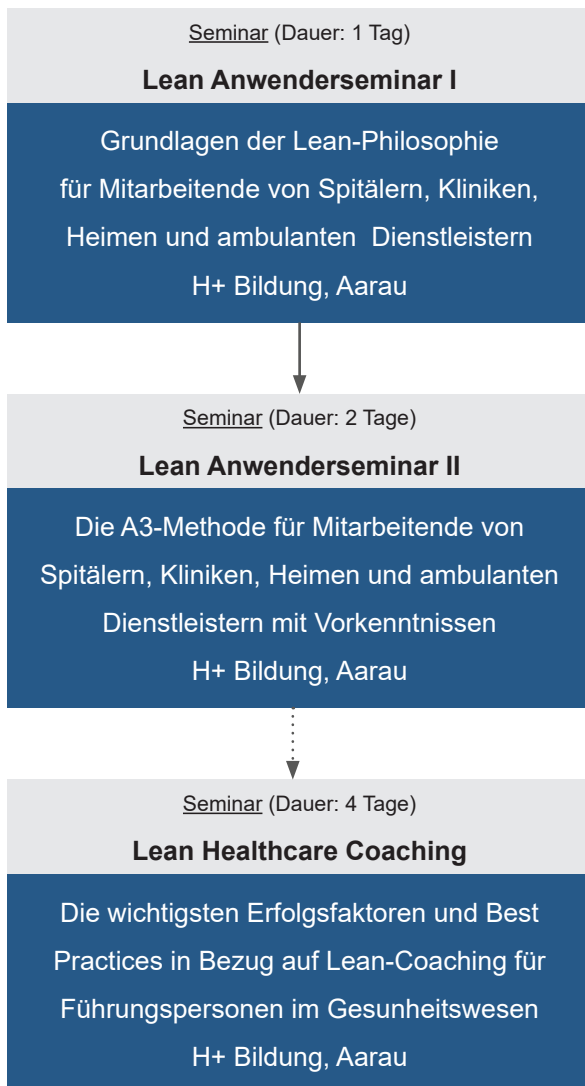 Seminar (Dauer: 1 Tag)
Lean Anwenderseminar I
Grundlagen der Lean-Philosophie
für Mitarbeitende von Spitälern, Kliniken,
Heimen und ambulanten Dienstleistern
H+ Bildung, Aarau
Seminar (Dauer: 2 Tage)
Lean Anwenderseminar II
Die A3-Methode für Mitarbeitende von
Spitälern, Kliniken, Heimen und ambulanten
Dienstleistern mit Vorkenntnissen
H+ Bildung, Aarau
Seminar (Dauer: 4 Tage)
Lean Healthcare Coaching
Die wichtigsten Erfolgsfaktoren und Best
Practices in Bezug auf Lean-Coaching für
Führungspersonen im Gesunheitswesen
H+ Bildung, Aarau